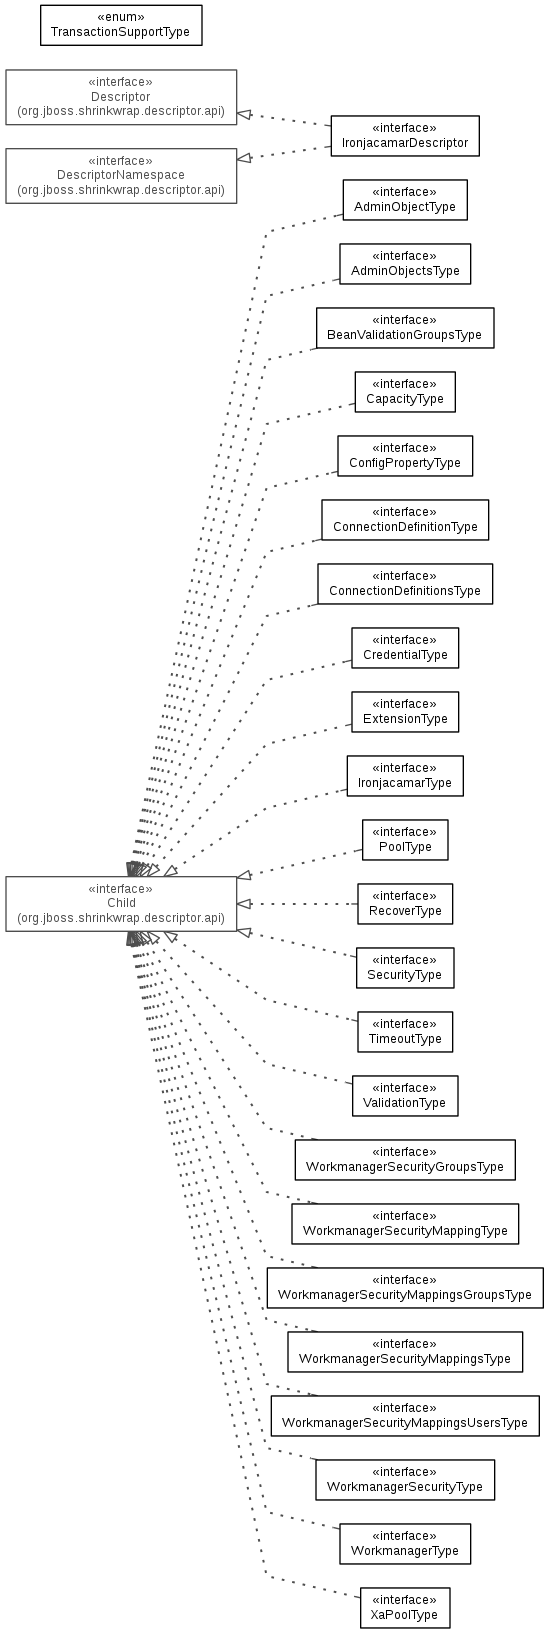 «enum»
TransactionSupportType
«interface»
Descriptor
(org.jboss.shrinkwrap.descriptor.api)
«interface»
IronjacamarDescriptor
«interface»
DescriptorNamespace
(org.jboss.shrinkwrap.descriptor.api)
«interface»
AdminObjectType
«interface»
AdminObjectsType
«interface»
BeanValidationGroupsType
«interface»
CapacityType
«interface»
ConfigPropertyType
«interface»
ConnectionDefinitionType
«interface»
ConnectionDefinitionsType
«interface»
CredentialType
«interface»
ExtensionType
«interface»
IronjacamarType
«interface»
PoolType
«interface»
Child
(org.jboss.shrinkwrap.descriptor.api)
«interface»
RecoverType
«interface»
SecurityType
«interface»
TimeoutType
«interface»
ValidationType
«interface»
WorkmanagerSecurityGroupsType
«interface»
WorkmanagerSecurityMappingType
«interface»
WorkmanagerSecurityMappingsGroupsType
«interface»
WorkmanagerSecurityMappingsType
«interface»
WorkmanagerSecurityMappingsUsersType
«interface»
WorkmanagerSecurityType
«interface»
WorkmanagerType
«interface»
XaPoolType